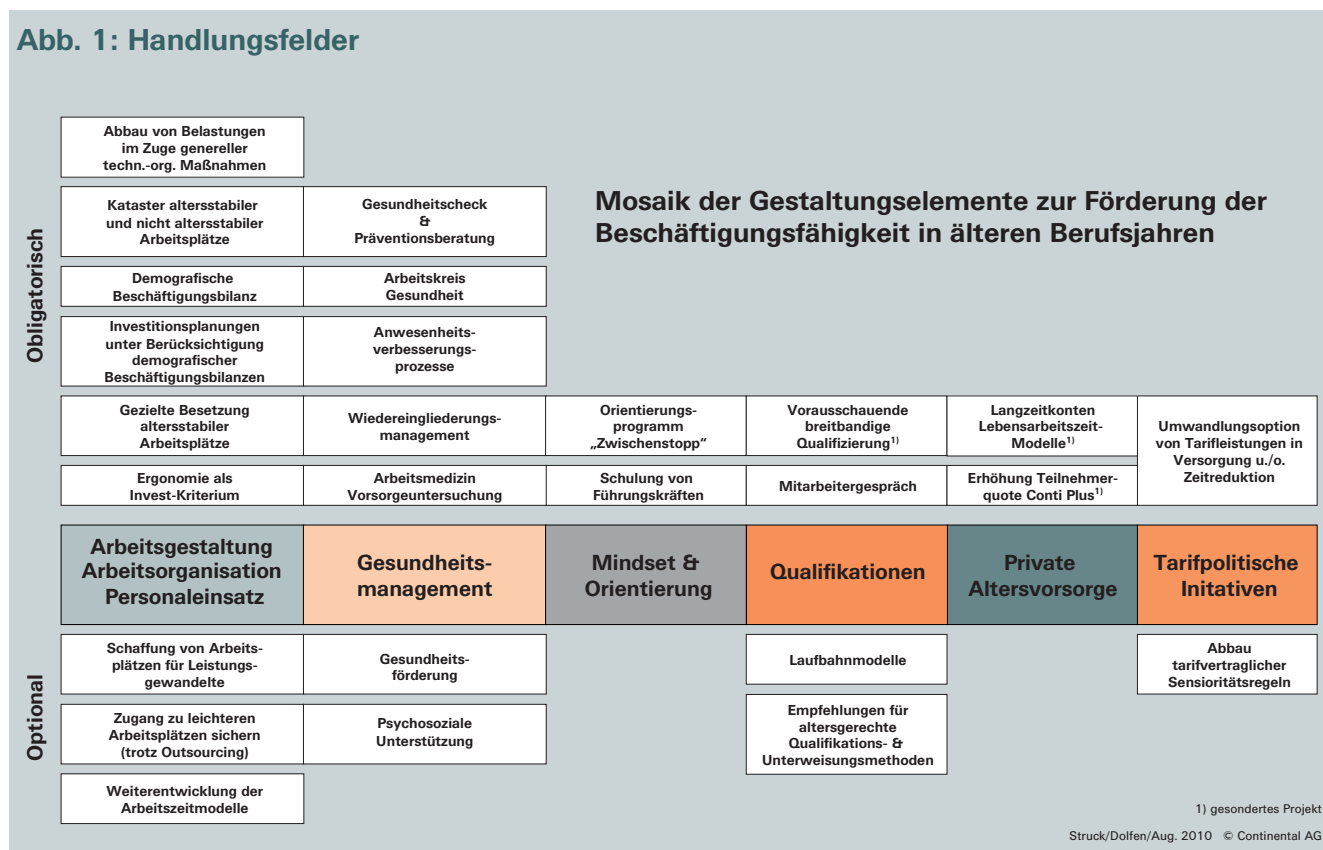 Abb. 1: Handlungsfelder
Obligatorisch
Abbau von Belastungen
im Zuge genereller
techn.-org. Maßnahmen
Kataster altersstabiler
und nicht altersstabiler
Arbeitsplätze
Gesundheitscheck
&
Präventionsberatung
Mosaik der Gestaltungselemente zur Förderung der
Beschäftigungsfähigkeit in älteren Berufsjahren
Demografische
Beschäftigungsbilanz
Arbeitskreis
Gesundheit
Investitionsplanungen
unter Berücksichtigung
demografischer
Beschäftigungsbilanzen
Anwesenheits-
verbesserungs-
prozesse
Gezielte Besetzung
altersstabiler
Arbeitsplätze
Wiedereingliederungs-
management
Orientierungs-
programm
„Zwischenstopp“
Vorausschauende
breitbandige
Qualifizierung1)
Langzeitkonten
Lebensarbeitszeit-
Modelle1)
Umwandlungsoption
von Tarifleistungen in
Versorgung u./o.
Zeitreduktion
Ergonomie als
Invest-Kriterium
Arbeitsmedizin
Vorsorgeuntersuchung
Schulung von
Führungskräften
Mitarbeitergespräch
Erhöhung Teilnehmer-
quote Conti Plus1)
Arbeitsgestaltung
Arbeitsorganisation
Personaleinsatz
Gesundheits-
management
Mindset &
Orientierung
Qualifikationen
Private
Altersvorsorge
Tarifpolitische
Initativen
Optional
Schaffung von Arbeits-
plätzen für Leistungs-
gewandelte
Gesundheits-
förderung
Laufbahnmodelle
Abbau
tarifvertraglicher
Sensioritätsregeln
Zugang zu leichteren
Arbeitsplätzen sichern
(trotz Outsourcing)
Psychosoziale
Unterstützung
Empfehlungen für
altersgerechte
Qualifikations- &
Unterweisungsmethoden
Weiterentwicklung der
Arbeitszeitmodelle
1) gesondertes Projekt
Struck/Dolfen/Aug. 2010 © Continental AG